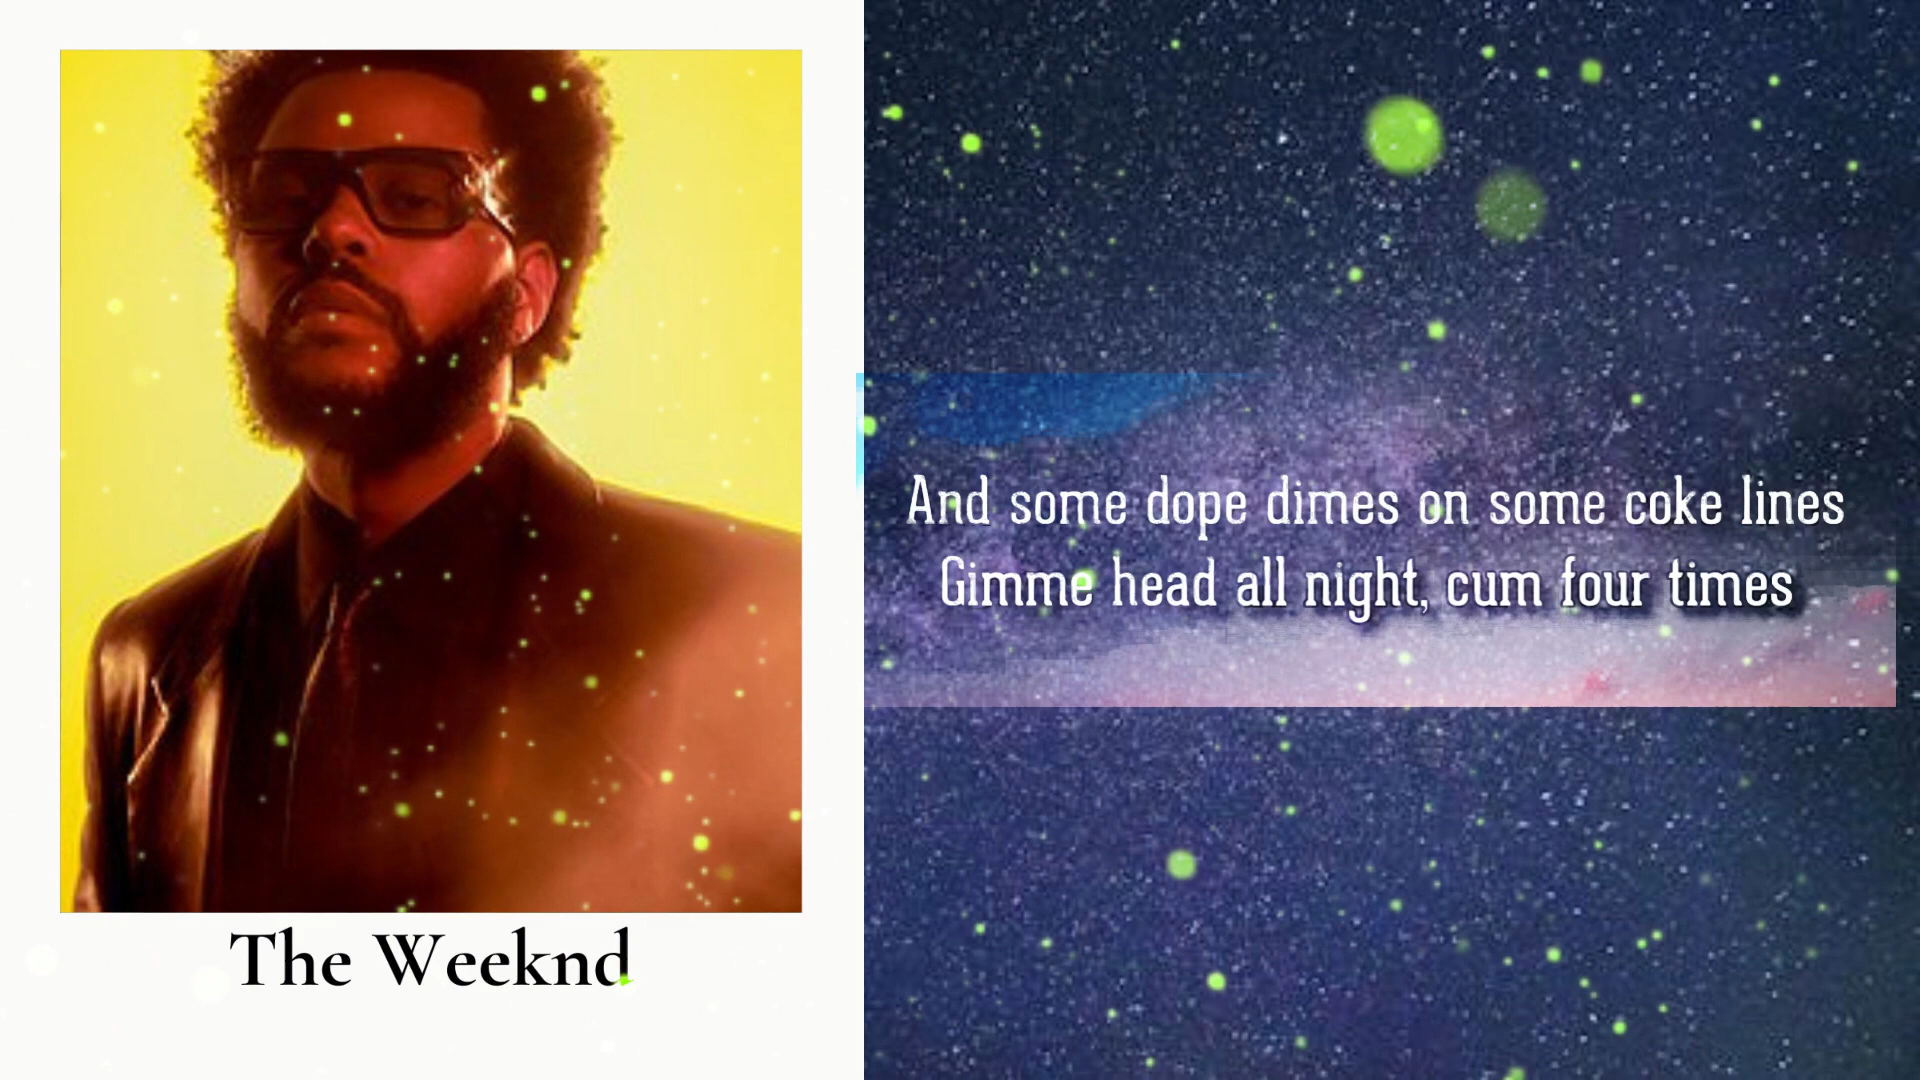 The Weeknd
And some dope dimes on some coke lines
Gimme head all night, cum four times